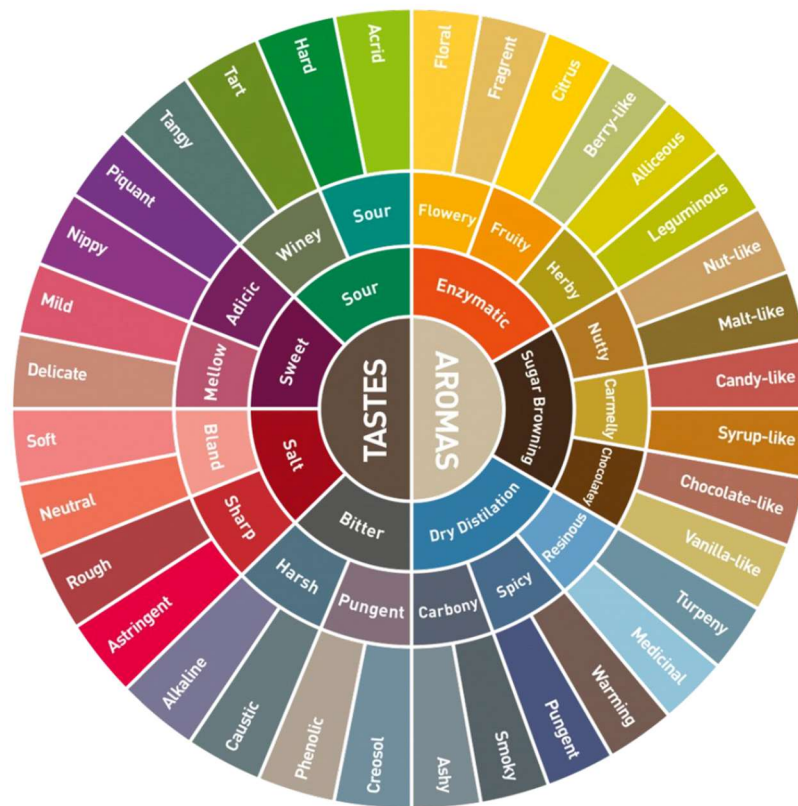 TASTES
AROMAS
Enzymatic
Flowery
Floral
Fragrent
Fruity
Citrus
Berry-like
Herby
Alliceous
Leguminous
Sugar Browning
Nutty
Nut-like
Malt-like
Carmelly
Candy-like
Syrup-like
Chocolatey
Chocolate-like
Vanilla-like
Dry Distilation
Resinous
Turpeny
Medicinal
Spicy
Warming
Pungent
Carbony
Smoky
Ashy
Bitter
Pungent
Creosol
Phenolic
Harsh
Caustic
Alkaline
Salt
Sharp
Astringent
Rough
Bland
Neutral
Soft
Sweet
Mellow
Delicate
Mild
Adicic
Nippy
Piquant
Sour
Winey
Tangy
Tart
Sour
Hard
Acrid